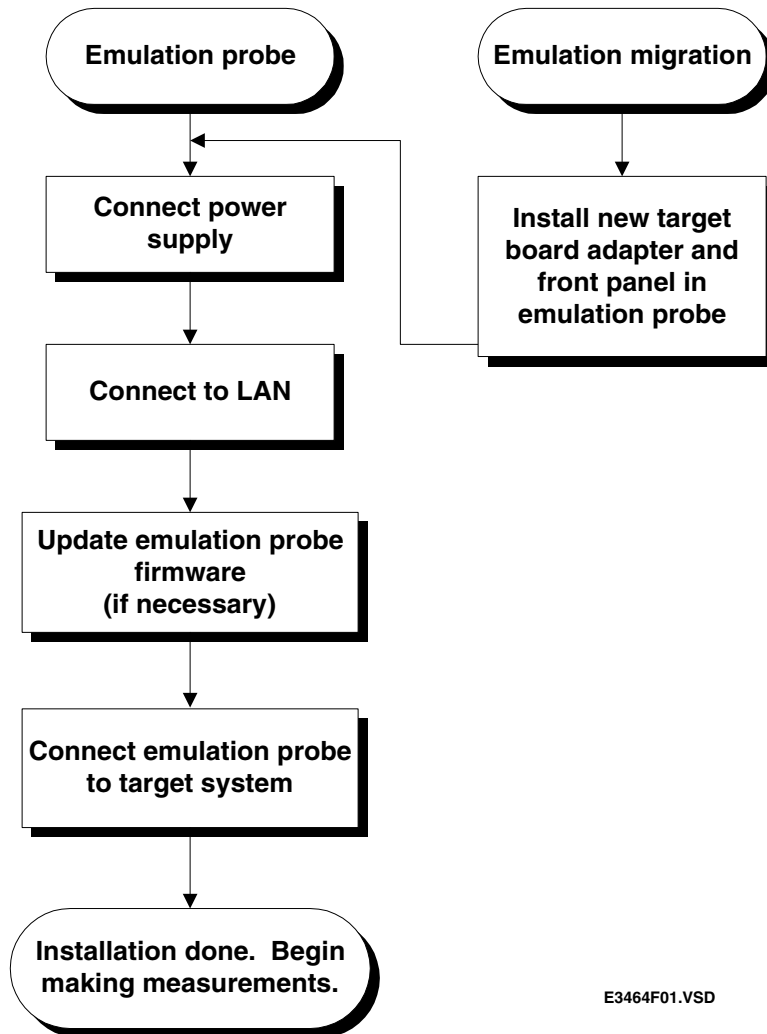 Emulation probe
Emulation migration
Connect power
supply
Install new target
board adapter and
front panel in
emulation probe
Connect to LAN
Update emulation probe
firmware
(if necessary)
Connect emulation probe
to target system
Installation done.  Begin
making measurements.
E3464F01.VSD